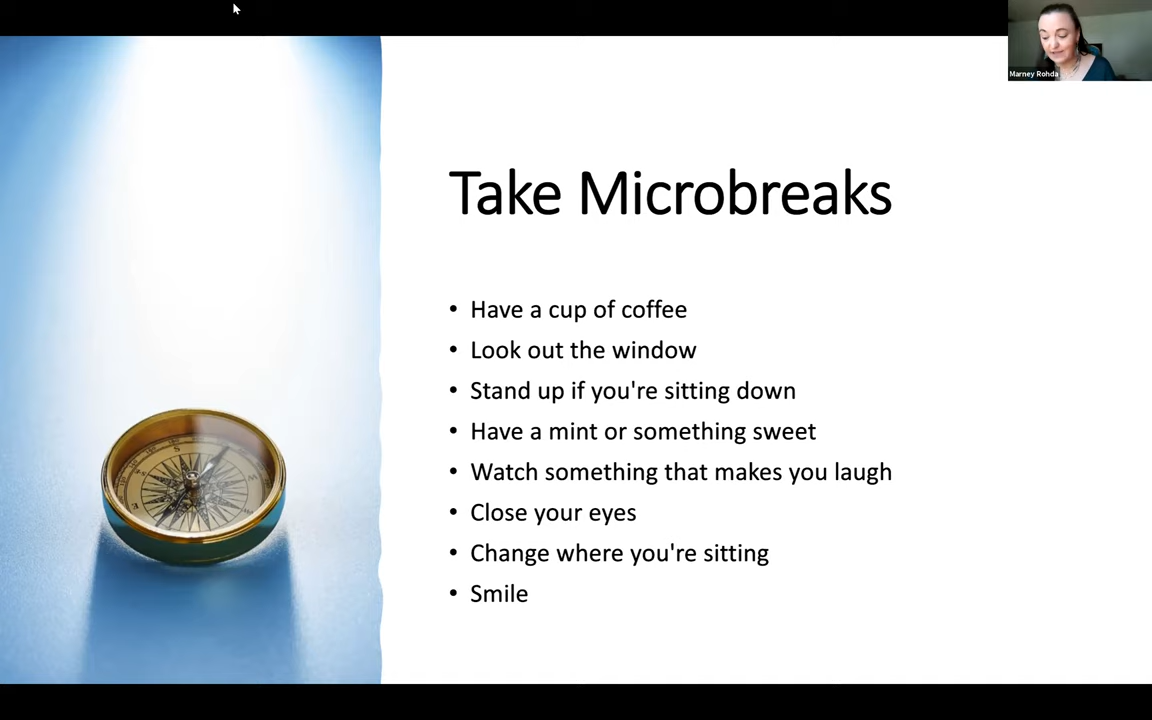 Marney Rohda
Take Microbreaks
• Have a cup of coffee
• Look out the window
• Stand up if you're sitting down
• Have a mint or something sweet
• Watch something that makes you laugh
• Close your eyes
• Change where you're sitting
• Smile
S
E